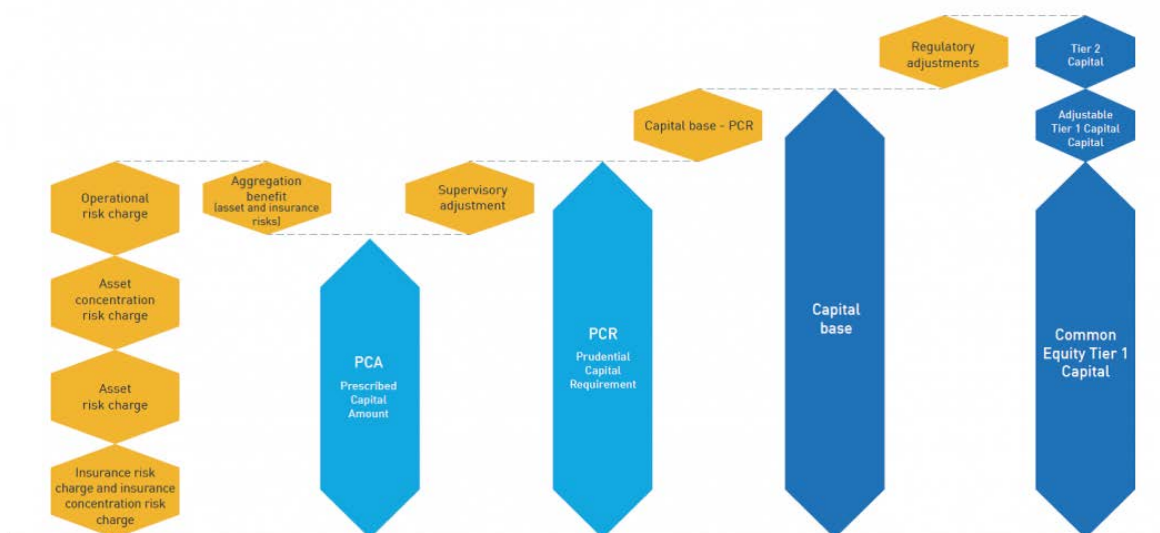 Regulatory
adjustments
Tier 2
Capital
Capital base - PCR
Adjustable
Tier 1 Capital
Capital
Operational
risk charge
Aggregation
benefit
(asset and insurance
risks)
Supervisory
adjustment
Asset
concentration
risk charge
Asset
risk charge
Insurance risk
charge and insurance
concentration risk
charge
PCA
Prescribed
Capital
Amount
PCR
Prudential
Capital
Requirement
Capital
base
Common
Equity Tier 1
Capital